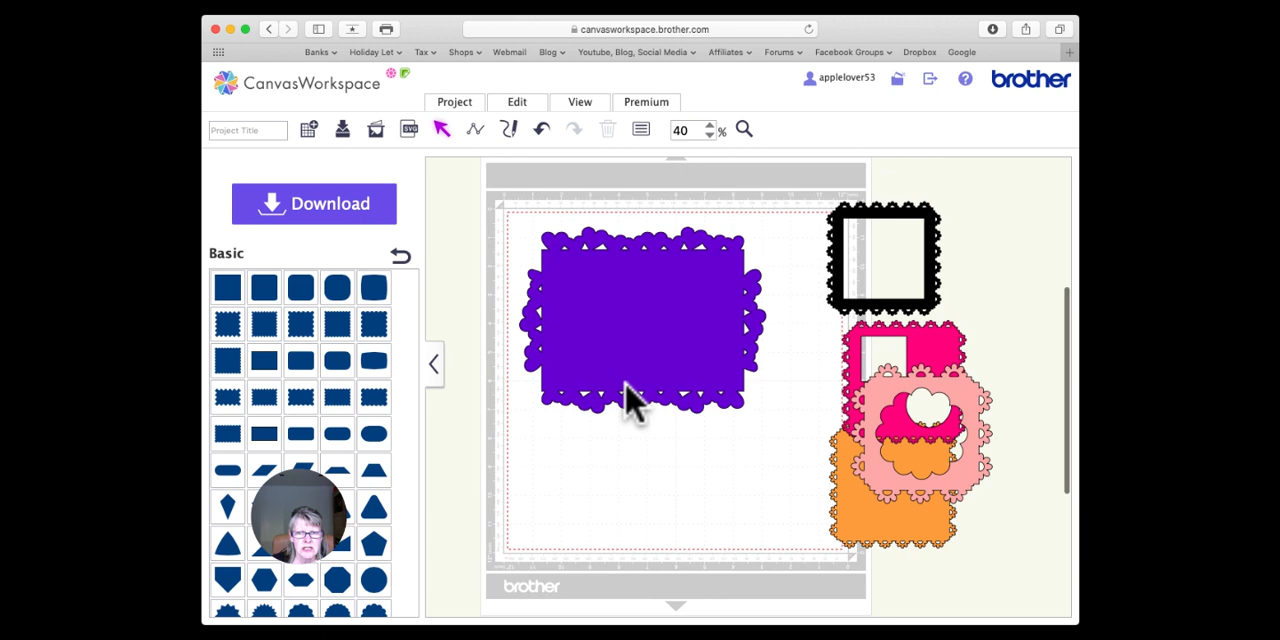 canvasworkspace.brother.com
Banks Holiday Let Tax Shops Webmail Blog Youtube, Blog, Social Media Affiliates Forums Facebook Groups Dropbox Google
CanvasWorkspace
applelover53
?
brother
Project Edit View Premium
Project Title
SVG
40 %
Download
Basic
brother